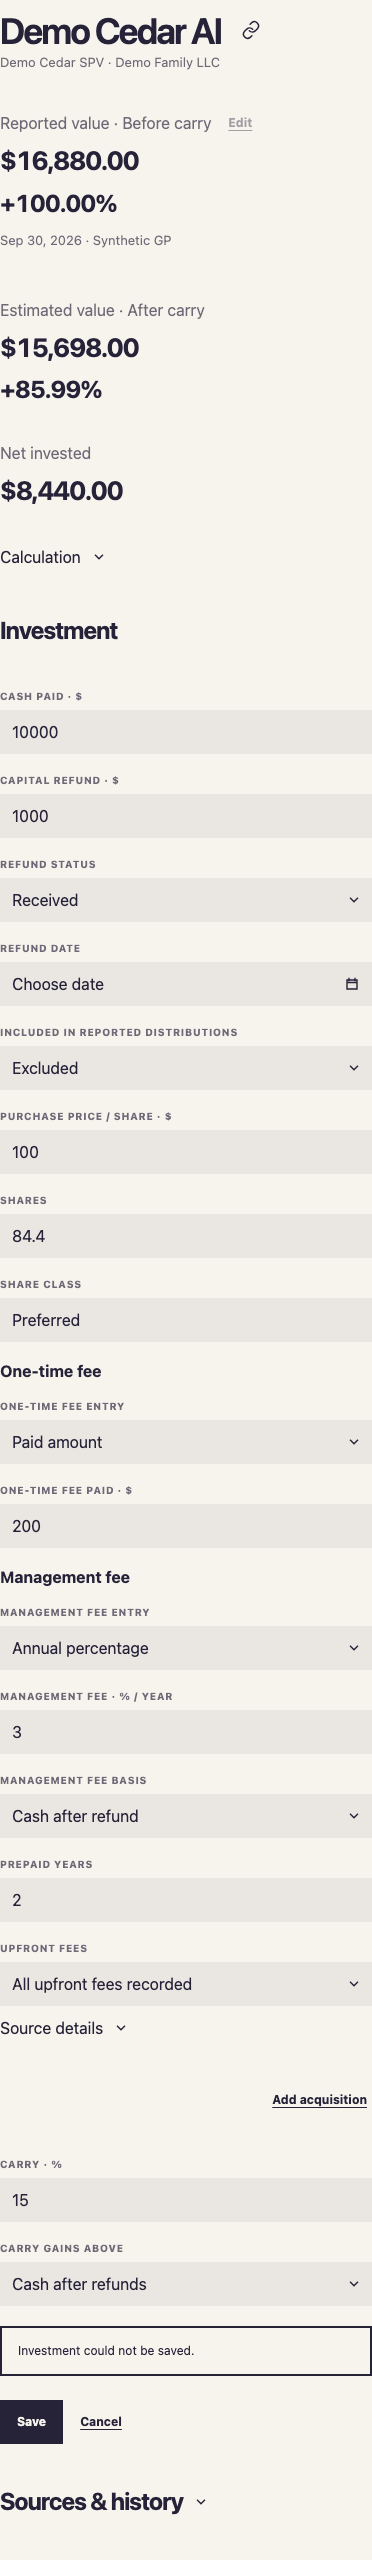 Demo Cedar AI
Demo Cedar SPV · Demo Family LLC
Reported value · Before carry Edit
$16,880.00
+100.00%
Sep 30, 2026 · Synthetic GP
Estimated value · After carry
$15,698.00
+85.99%
Net invested
$8,440.00
Calculation
Investment
CASH PAID · $
10000
CAPITAL REFUND · $
1000
REFUND STATUS
Received
REFUND DATE
Choose date
INCLUDED IN REPORTED DISTRIBUTIONS
Excluded
PURCHASE PRICE / SHARE · $
100
SHARES
84.4
SHARE CLASS
Preferred
One-time fee
ONE-TIME FEE ENTRY
Paid amount
ONE-TIME FEE PAID · $
200
Management fee
MANAGEMENT FEE ENTRY
Annual percentage
MANAGEMENT FEE · % / YEAR
3
MANAGEMENT FEE BASIS
Cash after refund
PREPAID YEARS
2
UPFRONT FEES
All upfront fees recorded
Source details
Add acquisition
CARRY · %
15
CARRY GAINS ABOVE
Cash after refunds
Investment could not be saved.
Save Cancel
Sources & history